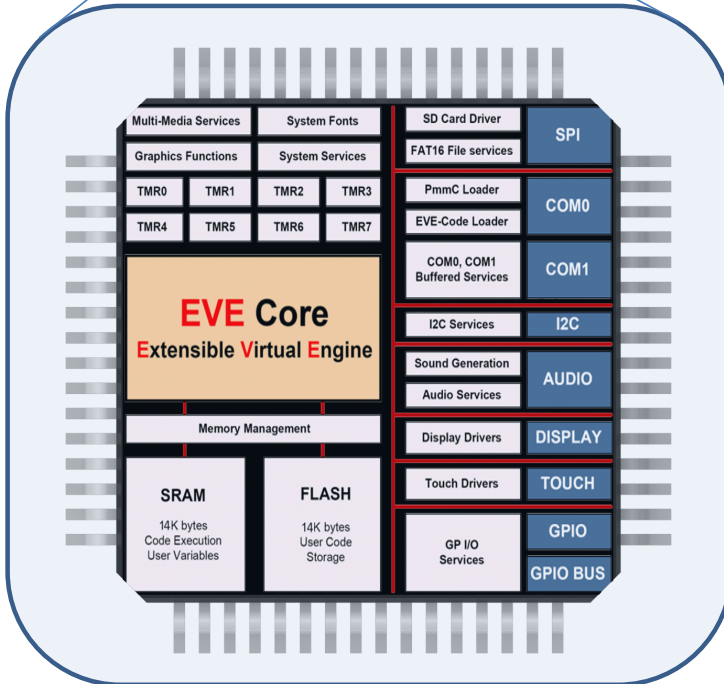 Multi-Media Services
System Fonts
Graphics Functions
System Services
TMR0
TMR1
TMR2
TMR3
TMR4
TMR5
TMR6
TMR7
EVE Core
Extensible Virtual Engine
Memory Management
SRAM
14K bytes
Code Execution
User Variables
FLASH
14K bytes
User Code
Storage
SD Card Driver
FAT16 File services
SPI
PmmC Loader
EVE-Code Loader
COM0
COM0, COM1
Buffered Services
COM1
I2C Services
I2C
Sound Generation
Audio Services
AUDIO
Display Drivers
DISPLAY
Touch Drivers
TOUCH
GP I/O
Services
GPIO
GPIO BUS